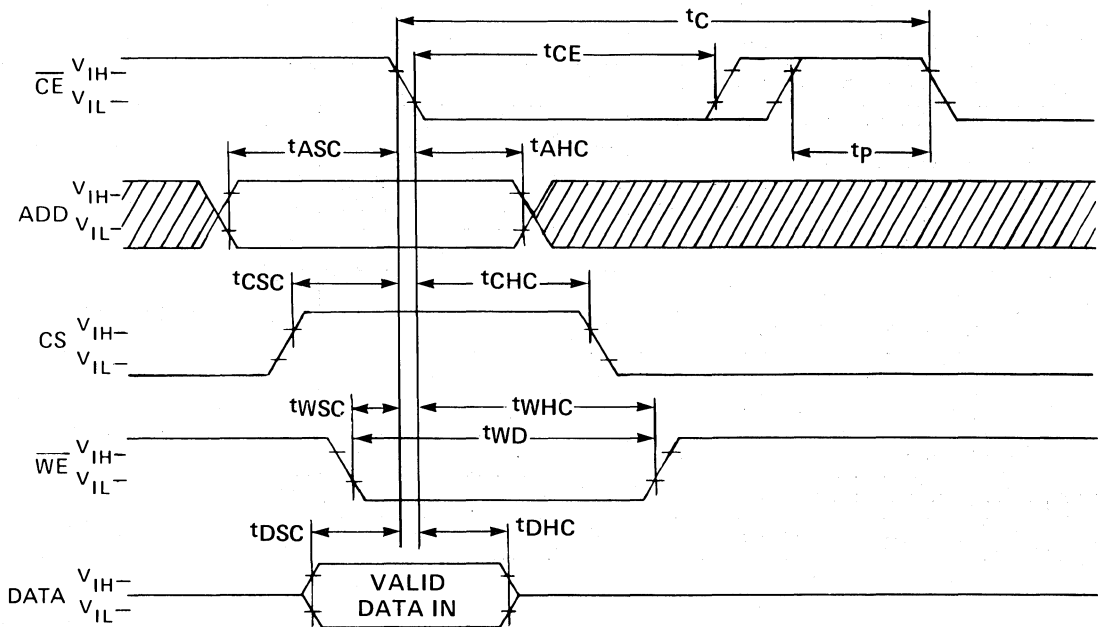 tC
tCE
CE VIH
VIL
tP
tASC tAHC
ADD VIH
VIL
tCSC tCHC
CS VIH
VIL
tWSC tWHC
tWD
WE VIH
VIL
tDSC tDHC
DATA VIH
VIL
VALID
DATA IN